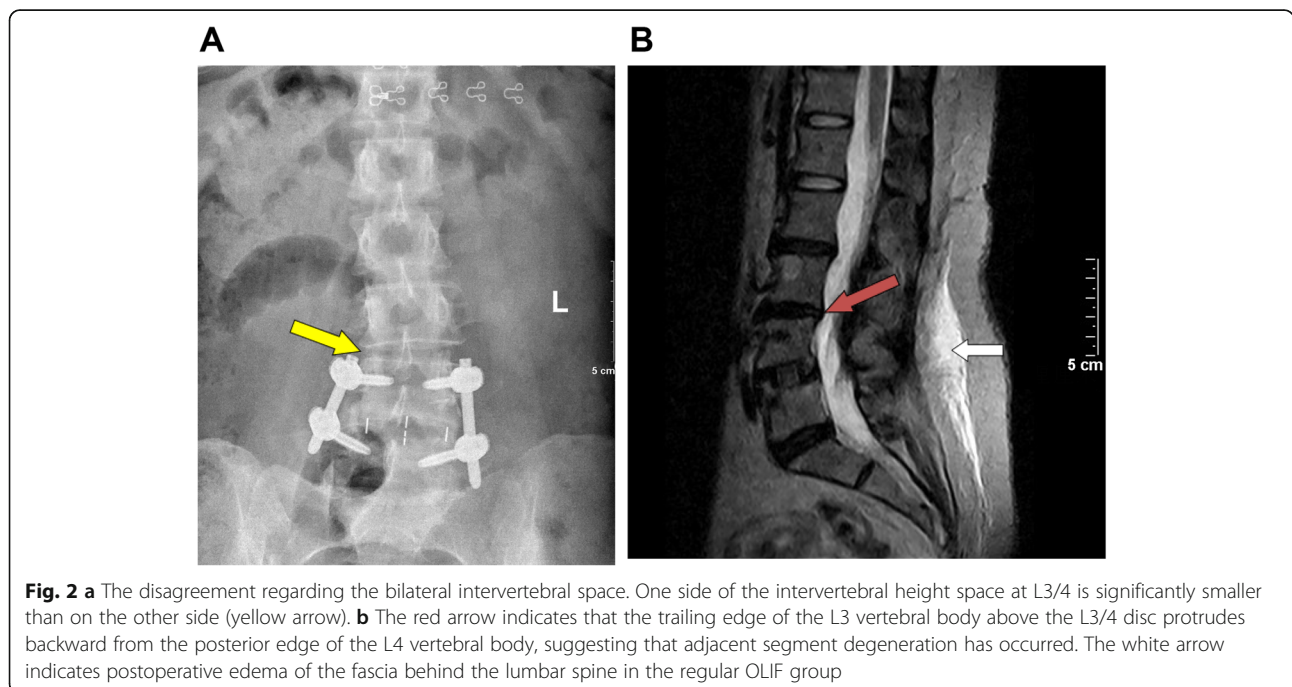 A
B
L
5 cm
5 cm
Fig. 2 a The disagreement regarding the bilateral intervertebral space. One side of the intervertebral height space at L3/4 is significantly smaller
than on the other side (yellow arrow). b The red arrow indicates that the trailing edge of the L3 vertebral body above the L3/4 disc protrudes
backward from the posterior edge of the L4 vertebral body, suggesting that adjacent segment degeneration has occurred. The white arrow
indicates postoperative edema of the fascia behind the lumbar spine in the regular OLIF group